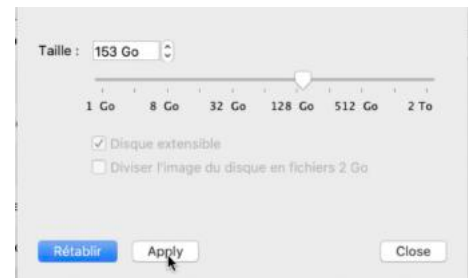 Taille : 153 Go
1 Go 8 Go 32 Go 128 Go 512 Go 2 To
Disque extensible
Diviser l'image du disque en fichiers 2 Go
Rétablir Apply Close